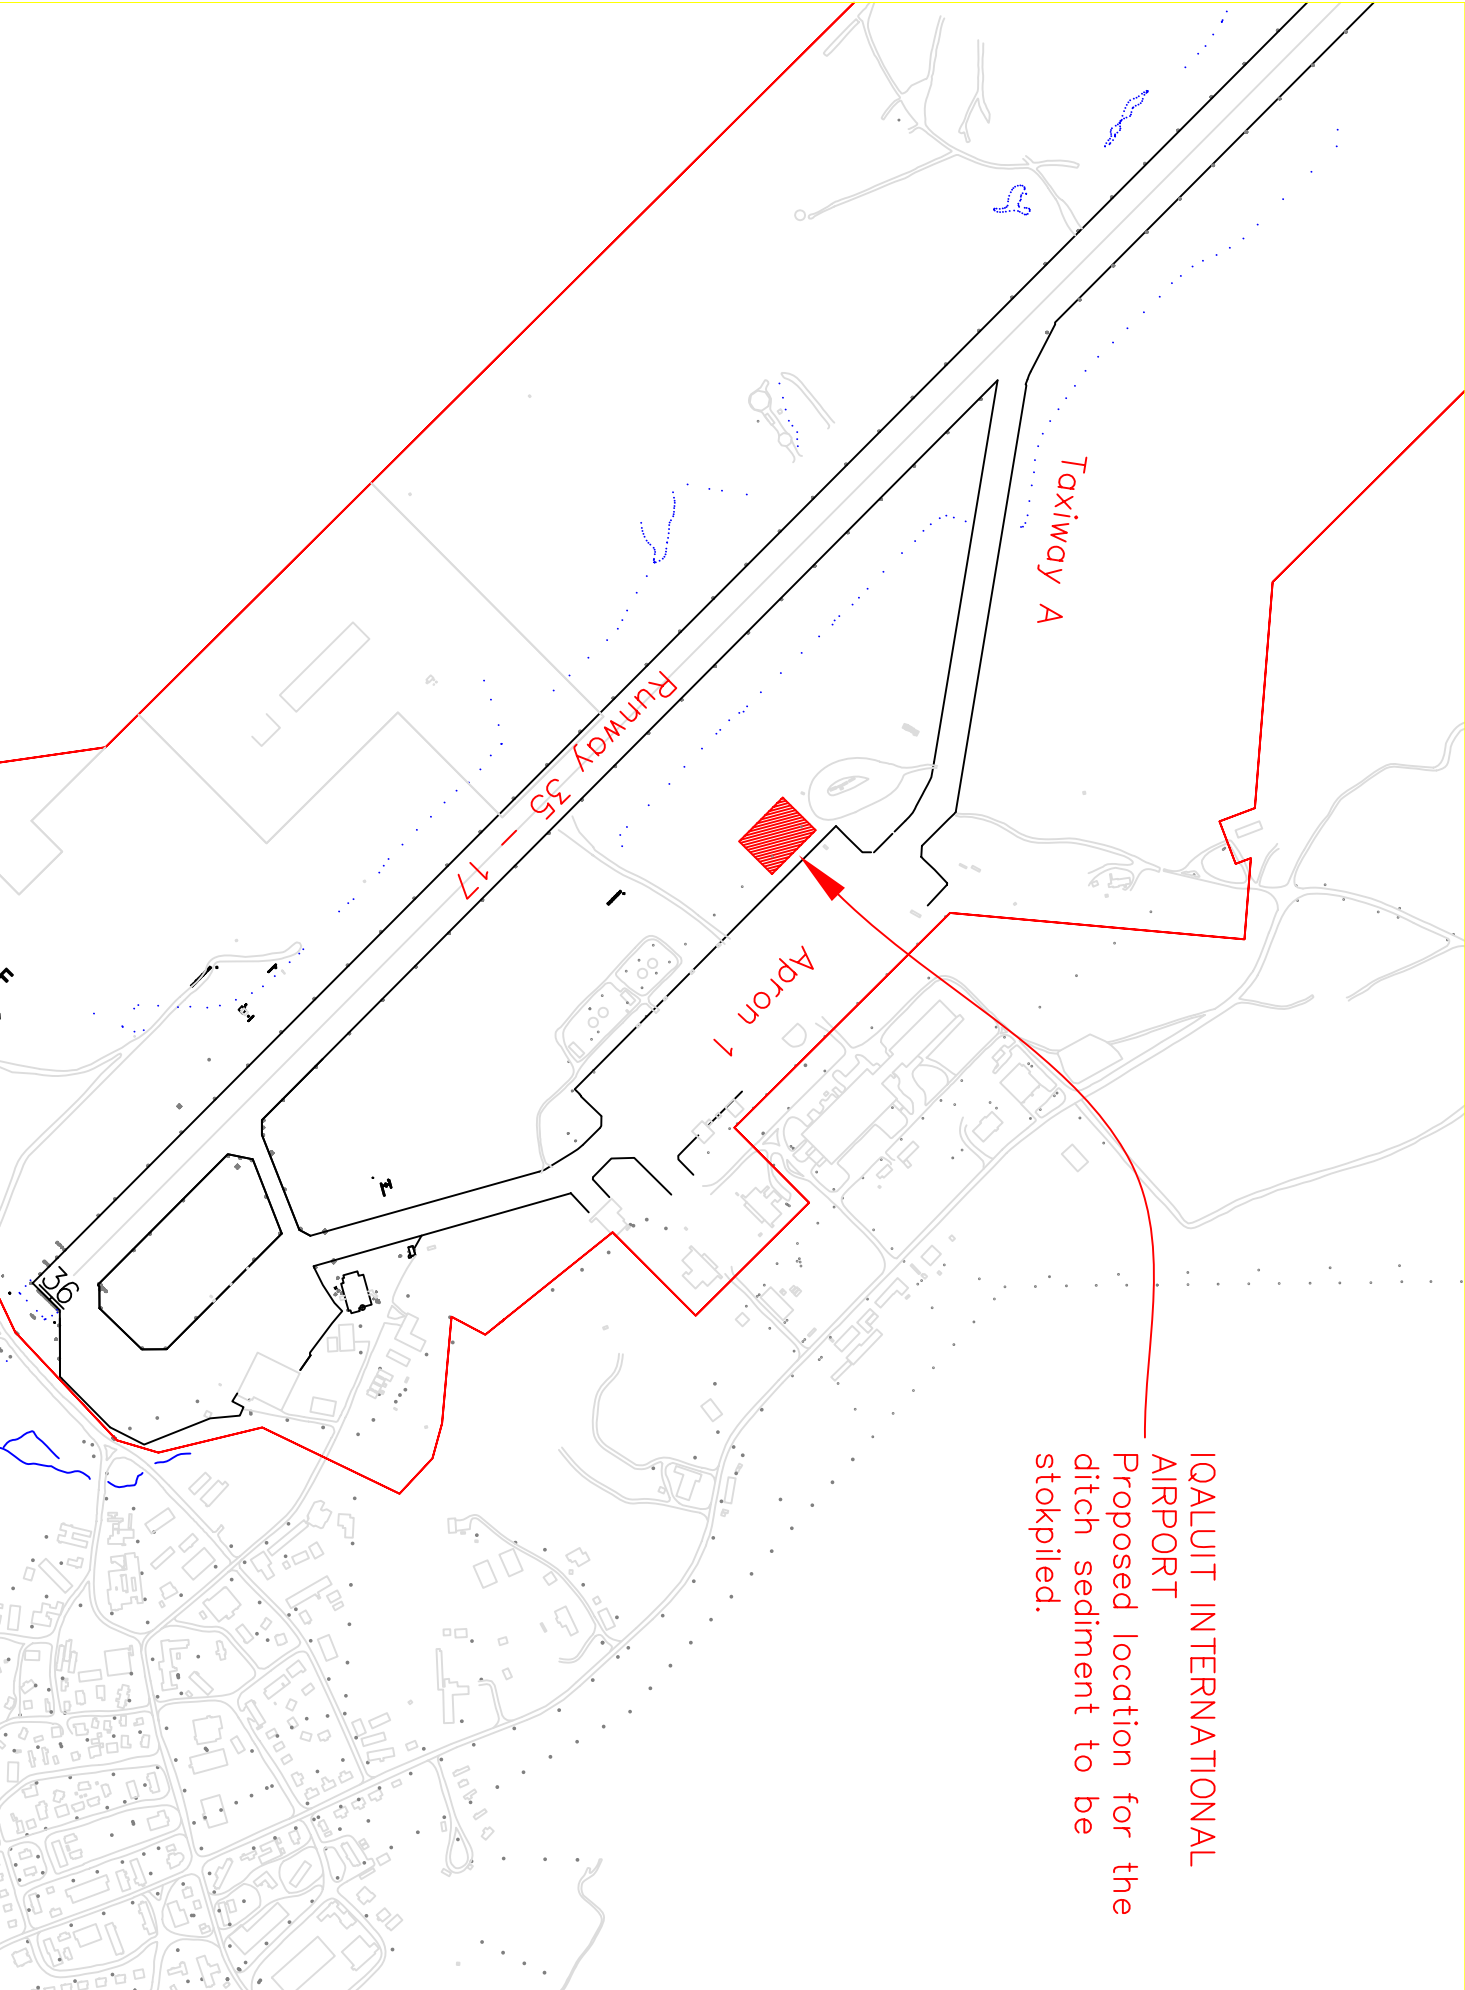 Taxiway A
Runway 35 – 17
Apron 1
36
IQALUIT INTERNATIONAL
AIRPORT
Proposed location for the
ditch sediment to be
stokpiled.